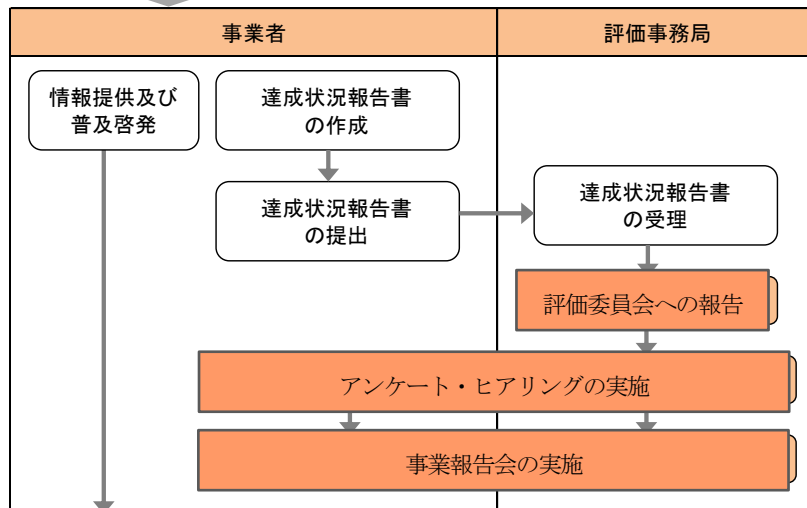 事業者
評価事務局
情報提供及び
普及啓発
達成状況報告書
の作成
達成状況報告書
の提出
達成状況報告書
の受理
評価委員会への報告
アンケート・ヒアリングの実施
事業報告会の実施